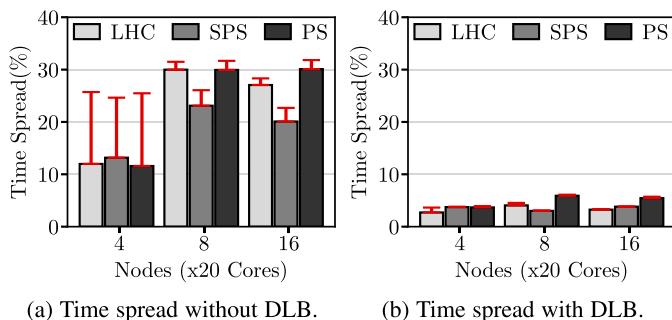 LHC SPS PS
Time Spread(%)
40
30
20
10
0
4 8 16
Nodes (x20 Cores)
(a) Time spread without DLB.
LHC SPS PS
Time Spread(%)
40
30
20
10
0
4 8 16
Nodes (x20 Cores)
(b) Time spread with DLB.